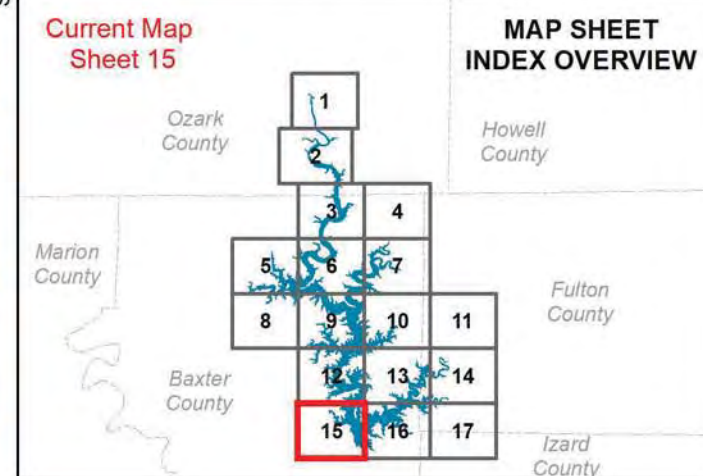 Current Map
Sheet 15
MAP SHEET
INDEX OVERVIEW
1
Ozark
County
Howell
County
2
3
4
Marion
County
5
6
7
Fulton
County
8
9
10
11
Baxter
County
12
13
14
15
16
17
Izard
County